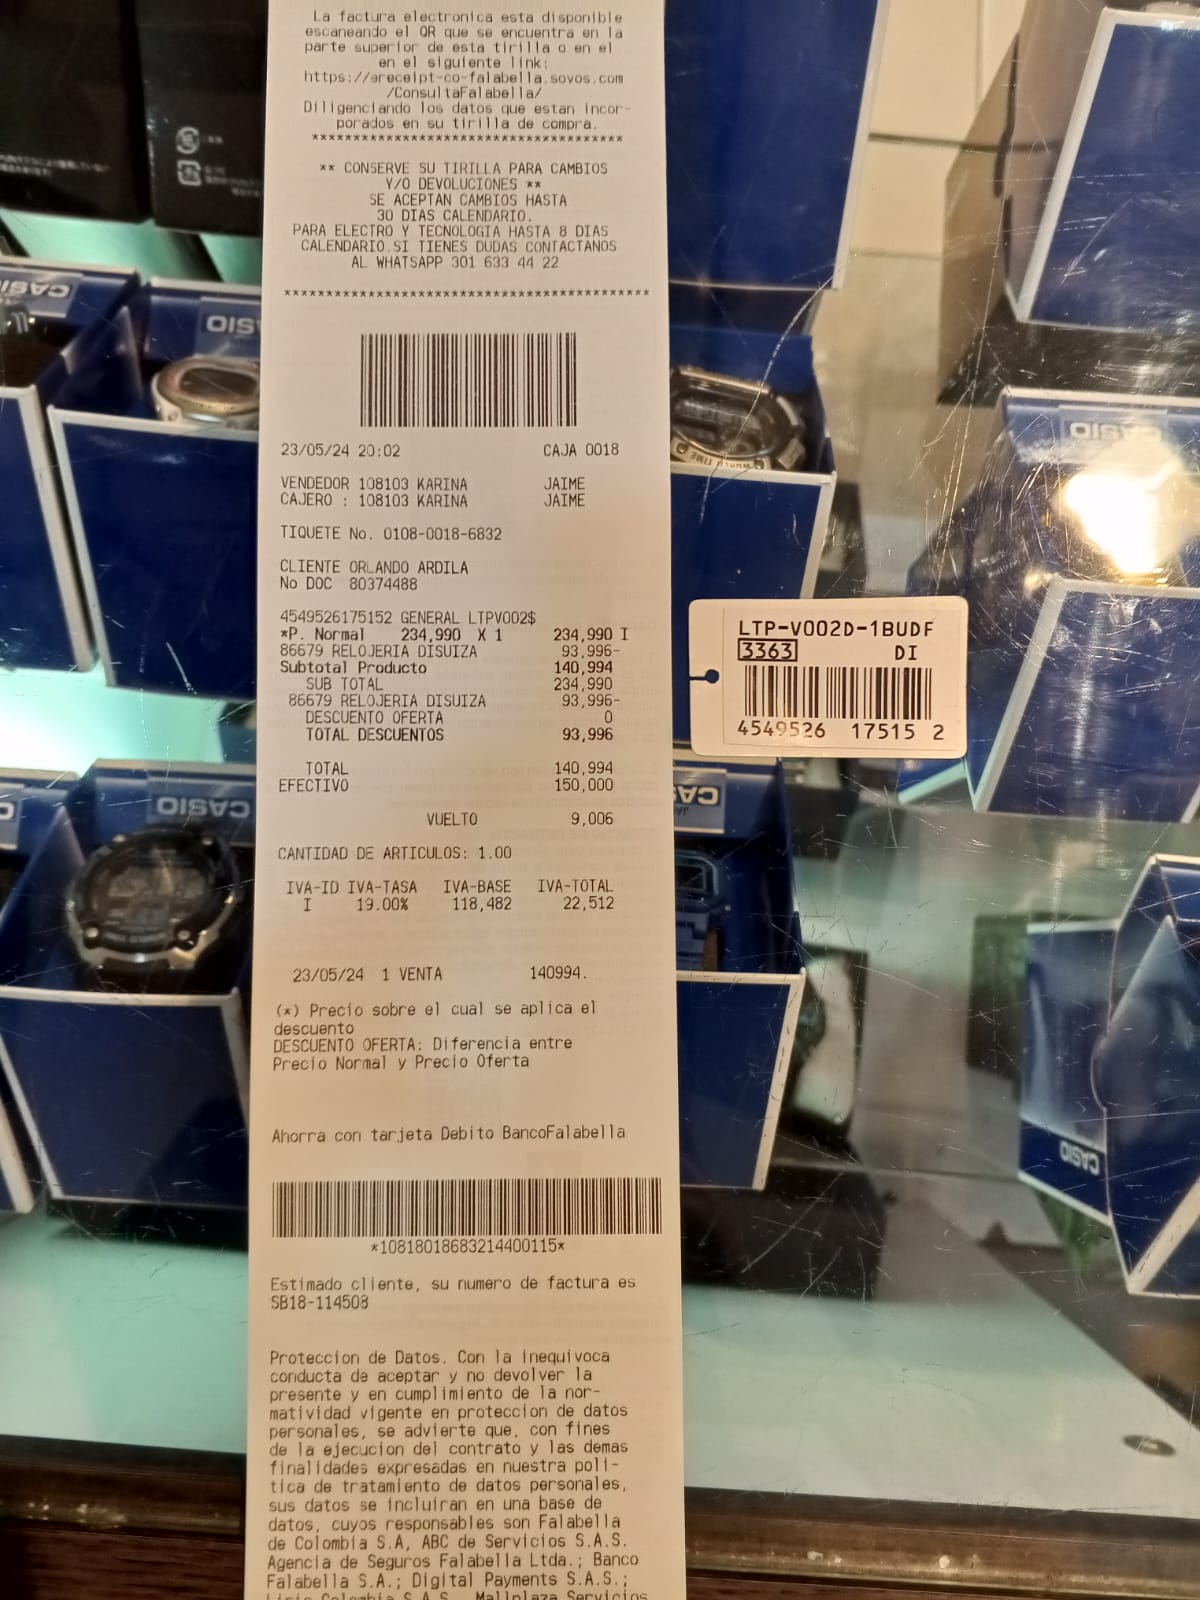 La factura electronica esta disponible
escaneando el QR que se encuentra en la
parte superior de esta tirilla o en el
en el siguiente link:
https://ereceipt-co-falabella.sovos.com
/ConsultaFalabella/
Diligenciando los datos que estan incor-
porados en su tirilla de compra.
*************************************
** CONSERVE SU TIRILLA PARA CAMBIOS
Y/O DEVOLUCIONES **
SE ACEPTAN CAMBIOS HASTA
30 DIAS CALENDARIO.
PARA ELECTRO Y TECNOLOGIA HASTA 8 DIAS
CALENDARIO.SI TIENES DUDAS CONTACTANOS
AL WHATSAPP 301 633 44 22
*******************************************
23/05/24 20:02 CAJA 0018
VENDEDOR 108103 KARINA JAIME
CAJERO : 108103 KARINA JAIME
TIQUETE No. 0108-0018-6832
CLIENTE ORLANDO ARDILA
No DOC 80374488
4549526175152 GENERAL LTPV002$
*P. Normal 234,990 X 1 234,990 I
86679 RELOJERIA DISUIZA 93,996-
Subtotal Producto 140,994
SUB TOTAL 234,990
86679 RELOJERIA DISUIZA 93,996-
DESCUENTO OFERTA 0
TOTAL DESCUENTOS 93,996
TOTAL 140,994
EFECTIVO 150,000
VUELTO 9,006
CANTIDAD DE ARTICULOS: 1.00
IVA-ID IVA-TASA IVA-BASE IVA-TOTAL
I 19.00% 118,482 22,512
23/05/24 1 VENTA 140994.
(*) Precio sobre el cual se aplica el
descuento
DESCUENTO OFERTA: Diferencia entre
Precio Normal y Precio Oferta
Ahorra con tarjeta Debito BancoFalabella
*10818018683214400115*
Estimado cliente, su numero de factura es
SB18-114508
Proteccion de Datos. Con la inequivoca
conducta de aceptar y no devolver la
presente y en cumplimiento de la nor-
matividad vigente en proteccion de datos
personales, se advierte que, con fines
de la ejecucion del contrato y las demas
finalidades expresadas en nuestra poli-
tica de tratamiento de datos personales,
sus datos se incluiran en una base de
datos, cuyos responsables son Falabella
de Colombia S.A, ABC de Servicios S.A.S.
Agencia de Seguros Falabella Ltda.; Banco
Falabella S.A.; Digital Payments S.A.S.;
Colombia S.A.S. Mallplaza Servicios
LTP-V002D-1BUDF
3363 DI
4549526 17515 2
CASIO
CASIO
CASIO
CASIO
CASIO
CASIO
WORLD TIME